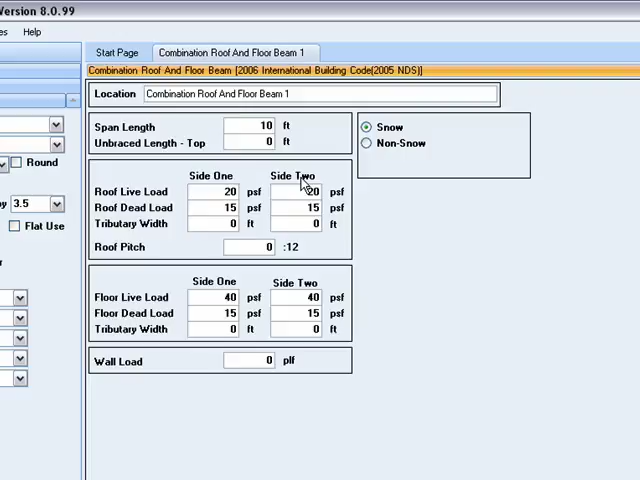 Version 8.0.99
es Help
Start Page Combination Roof And Floor Beam 1
Combination Roof And Floor Beam [2006 International Building Code(2005 NDS)]
Location Combination Roof And Floor Beam 1
Span Length 10 ft
Unbraced Length - Top 0 ft
Snow
Non-Snow
Round
by 3.5
Flat Use
Side One Side Two
Roof Live Load 20 psf 20 psf
Roof Dead Load 15 psf 15 psf
Tributary Width 0 ft 0 ft
Roof Pitch 0 :12
Side One Side Two
Floor Live Load 40 psf 40 psf
Floor Dead Load 15 psf 15 psf
Tributary Width 0 ft 0 ft
Wall Load 0 plf